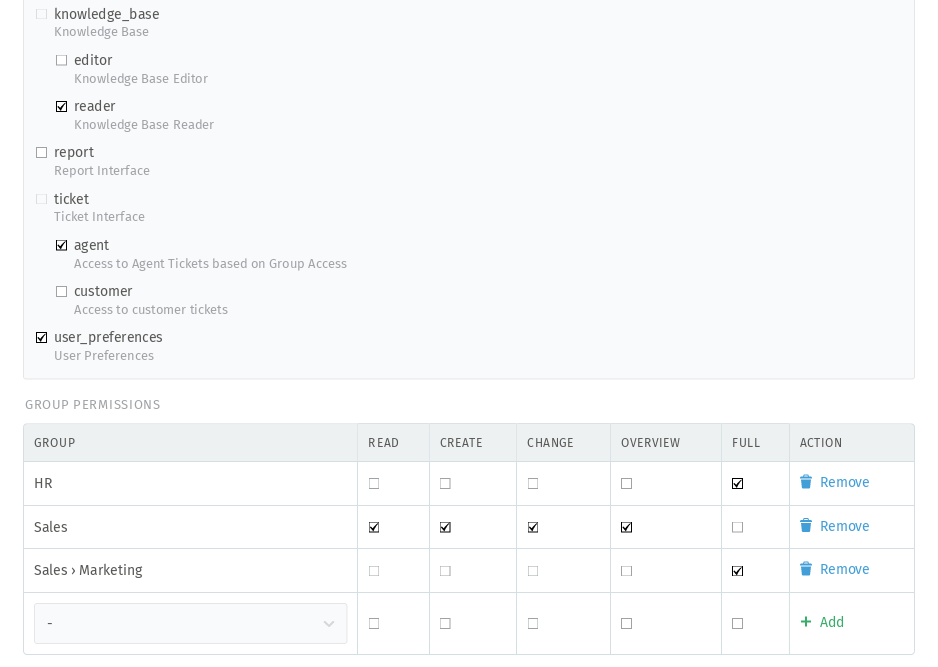 knowledge_base
Knowledge Base
editor
Knowledge Base Editor
reader
Knowledge Base Reader
report
Report Interface
ticket
Ticket Interface
agent
Access to Agent Tickets based on Group Access
customer
Access to customer tickets
user_preferences
User Preferences
GROUP PERMISSIONS
GROUP READ CREATE CHANGE OVERVIEW FULL ACTION
HR Remove
Sales Remove
Sales › Marketing Remove
- Add